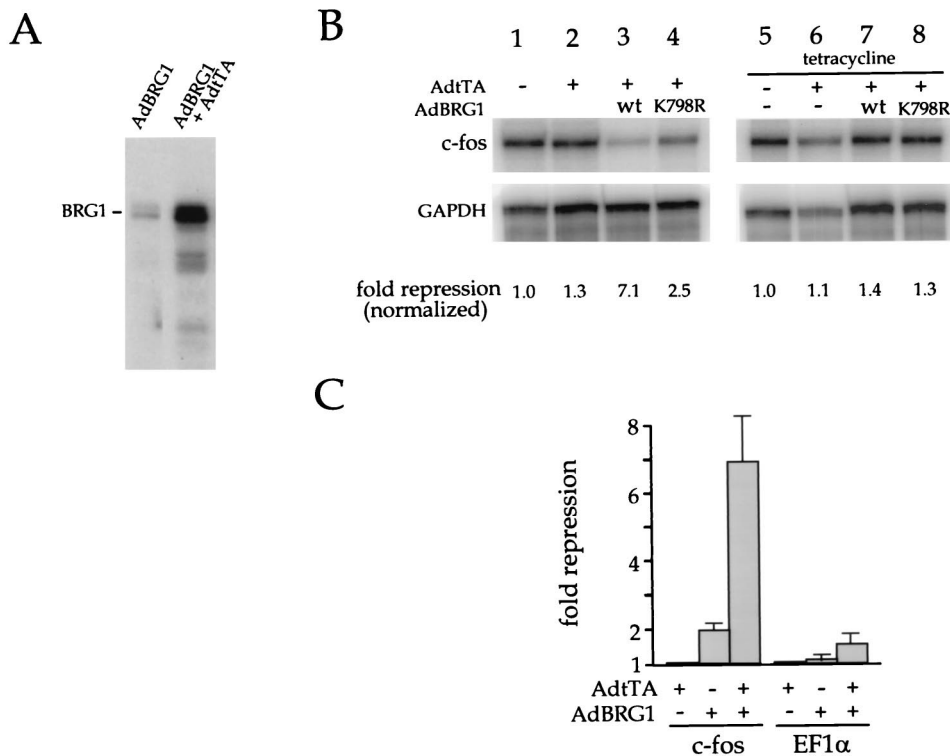 A
AdBRG1
AdBRG1
+ AdtTA
BRG1 -
B
1 2 3 4 5 6 7 8
tetracycline
AdtTA - + + + - + + +
AdBRG1 wt K798R - - wt K798R
c-fos
GAPDH
fold repression
(normalized)
1.0 1.3 7.1 2.5 1.0 1.1 1.4 1.3
C
fold repression
8
6
4
2
1
AdtTA + - + + - +
AdBRG1 - + + - + +
c-fos EF1α